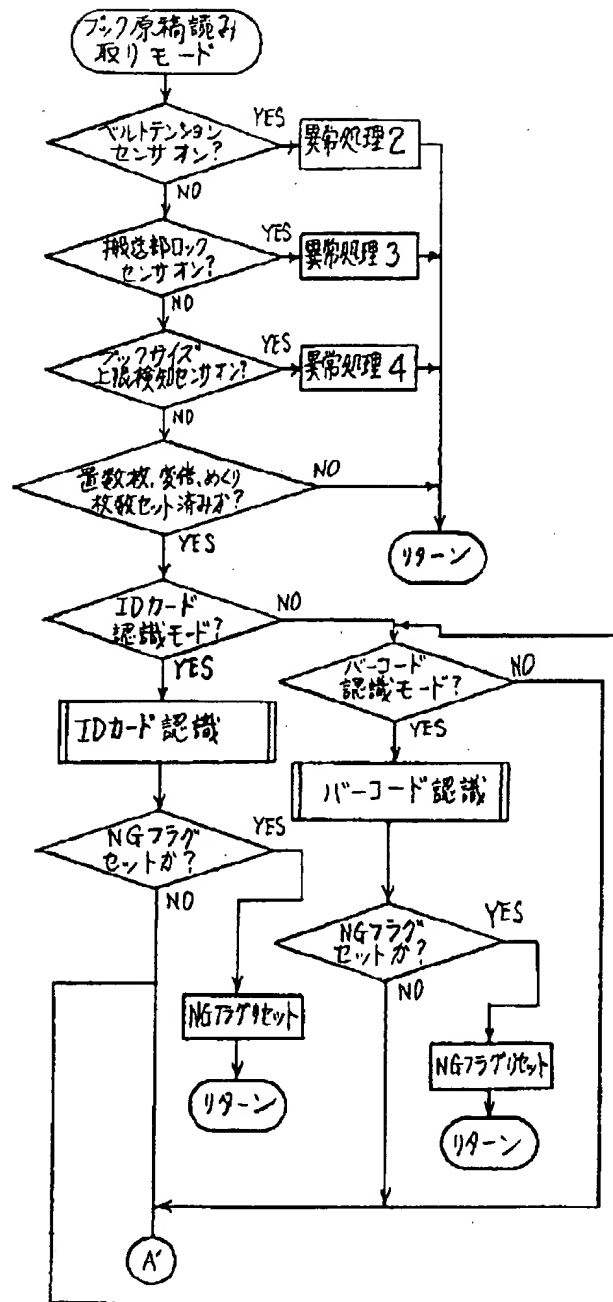 ブック原稿読み
取りモード
ベルトテンション
センサオン?
YES
異常処理2
NO
搬送部ロック
センサオン?
YES
異常処理3
NO
ブックサイズ
上限検知センサオン?
YES
異常処理4
NO
置数枚,変倍,めくり
枚数セット済みか?
NO
YES
リターン
IDカード
認識モード?
NO
YES
バーコード
認識モード?
NO
YES
IDカード認識
バーコード認識
NGフラグ
セットか?
YES
NO
NGフラグ
セットか?
YES
NO
NGフラグリセット
リターン
NGフラグリセット
リターン
A'